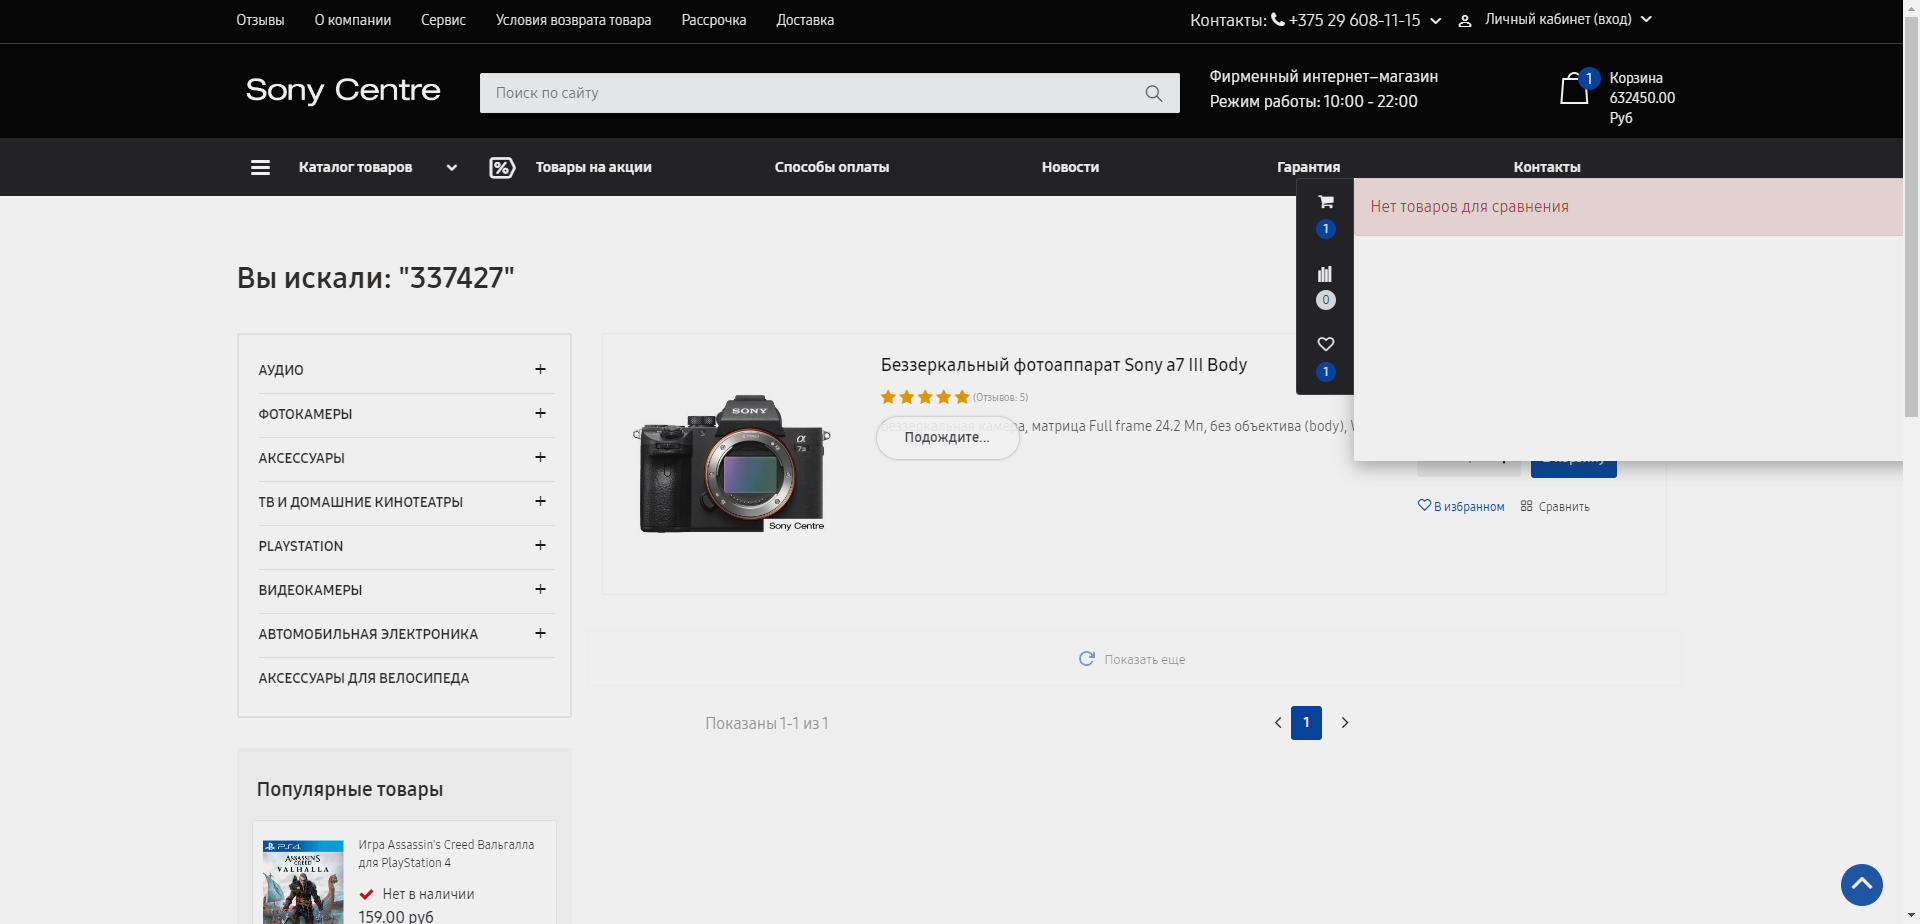 Отзывы
О компании
Сервис
Условия возврата товара
Рассрочка
Доставка
Контакты: +375 29 608-11-15
Личный кабинет (вход)
Sony Centre
Поиск по сайту
Фирменный интернет–магазин
Режим работы: 10:00 - 22:00
1
Корзина
632450.00
Руб
Каталог товаров
Товары на акции
Способы оплаты
Новости
Гарантия
Контакты
1
0
1
Нет товаров для сравнения
Вы искали: "337427"
АУДИО
ФОТОКАМЕРЫ
АКСЕССУАРЫ
ТВ И ДОМАШНИЕ КИНОТЕАТРЫ
PLAYSTATION
ВИДЕОКАМЕРЫ
АВТОМОБИЛЬНАЯ ЭЛЕКТРОНИКА
АКСЕССУАРЫ ДЛЯ ВЕЛОСИПЕДА
SONY
α
7III
Sony Centre
Беззеркальный фотоаппарат Sony a7 III Body
(Отзывов: 5)
Беззеркальная камера, матрица Full frame 24.2 Мп, без объектива (body),
Подождите...
В избранном
Сравнить
Показать еще
Показаны 1-1 из 1
1
Популярные товары
PS4
ASSASSIN'S
CREED
VALHALLA
Игра Assassin's Creed Вальгалла
для PlayStation 4
Нет в наличии
159.00 руб